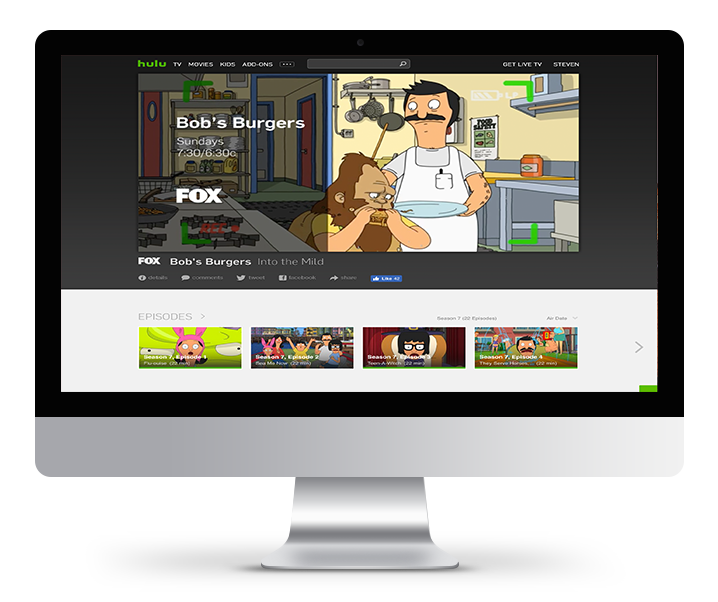 hulu TV MOVIES KIDS ADD-ONS GET LIVE TV STEVEN
Bob's Burgers
Sundays
7:30/6:30c
FOX
FOOD
SAFETY
FOX Bob's Burgers Into the Mild
details comments tweet facebook share Like 42
EPISODES > Season 7 (22 Episodes) Air Date
Season 7, Episode 1
(22 min)
Season 7, Episode 2
Sea Me Now (22 min)
Season 7, Episode 3
Teen-A-Witch (22 min)
Season 7, Episode 4
They Serve Horses,... (22 min)